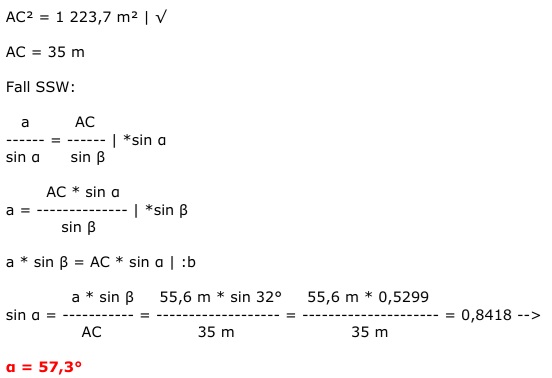 AC² = 1 223,7 m² | √
AC = 35 m
Fall SSW:
a AC
------ = ------ | *sin α
sin α sin β
AC * sin α
a = -------------- | *sin β
sin β
a * sin β = AC * sin α | :b
a * sin β 55,6 m * sin 32° 55,6 m * 0,5299
sin α = ----------- = ------------------- = --------------------- = 0,8418 -->
AC 35 m 35 m
α = 57,3°